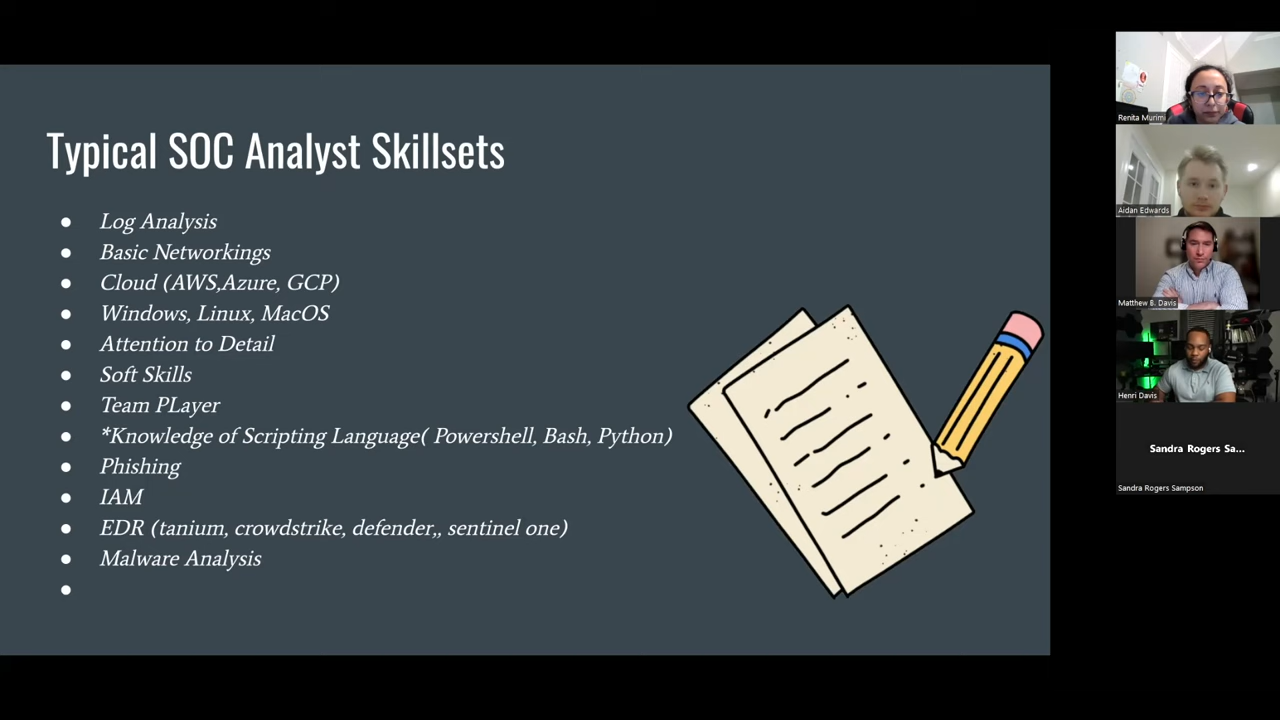 Typical SOC Analyst Skillsets
● Log Analysis
● Basic Networkings
● Cloud (AWS,Azure, GCP)
● Windows, Linux, MacOS
● Attention to Detail
● Soft Skills
● Team PLayer
● *Knowledge of Scripting Language( Powershell, Bash, Python)
● Phishing
● IAM
● EDR (tanium, crowdstrike, defender,, sentinel one)
● Malware Analysis
●
Renita Murimi
Aidan Edwards
Matthew B. Davis
Henri Davis
Sandra Rogers Sa...
Sandra Rogers Sampson